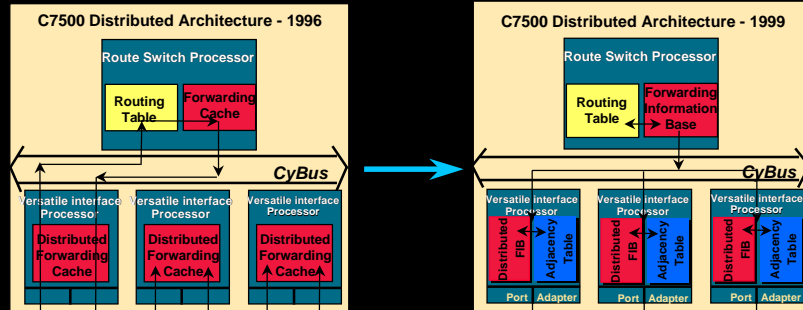 C7500 Distributed Architecture - 1996
Route Switch Processor
Routing
Table
Forwarding
Cache
CyBus
Versatile interface
Processor
Distributed
Forwarding
Cache
Versatile interface
Processor
Distributed
Forwarding
Cache
Versatile interface
Processor
Distributed
Forwarding
Cache
C7500 Distributed Architecture - 1999
Route Switch Processor
Routing
Table
Forwarding
Information
Base
CyBus
Versatile interface
Processor
Distributed
FIB
Adjacency
Table
Port Adapter
Versatile interface
Processor
Distributed
FIB
Adjacency
Table
Port Adapter
Versatile interface
Processor
Distributed
FIB
Adjacency
Table
Port Adapter